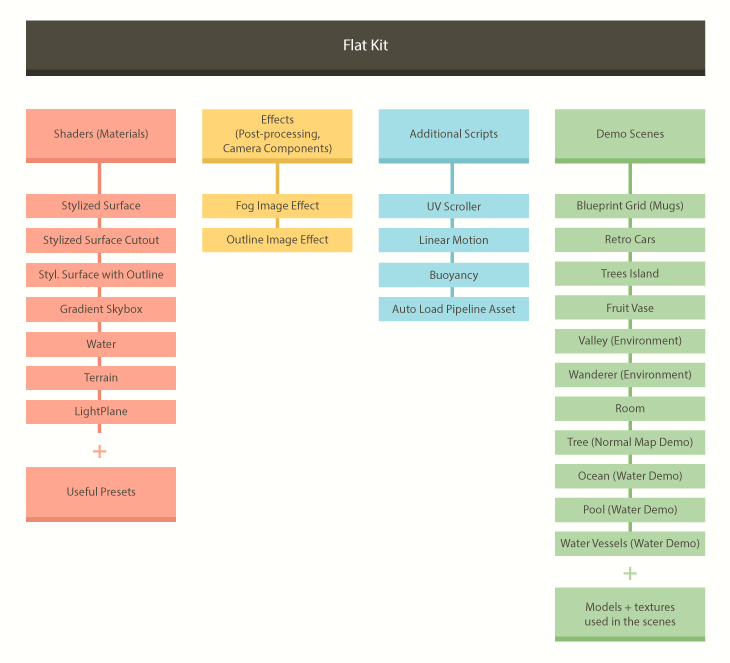 Flat Kit
Shaders (Materials)
Stylized Surface
Stylized Surface Cutout
Styl. Surface with Outline
Gradient Skybox
Water
Terrain
LightPlane
+
Useful Presets
Effects
(Post-processing,
Camera Components)
Fog Image Effect
Outline Image Effect
Additional Scripts
UV Scroller
Linear Motion
Buoyancy
Auto Load Pipeline Asset
Demo Scenes
Blueprint Grid (Mugs)
Retro Cars
Trees Island
Fruit Vase
Valley (Environment)
Wanderer (Environment)
Room
Tree (Normal Map Demo)
Ocean (Water Demo)
Pool (Water Demo)
Water Vessels (Water Demo)
+
Models + textures
used in the scenes